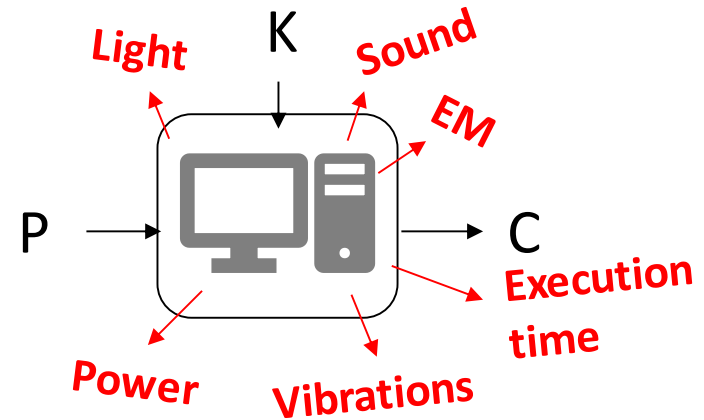 K
Light
Sound
EM
P
C
Execution
time
Power
Vibrations